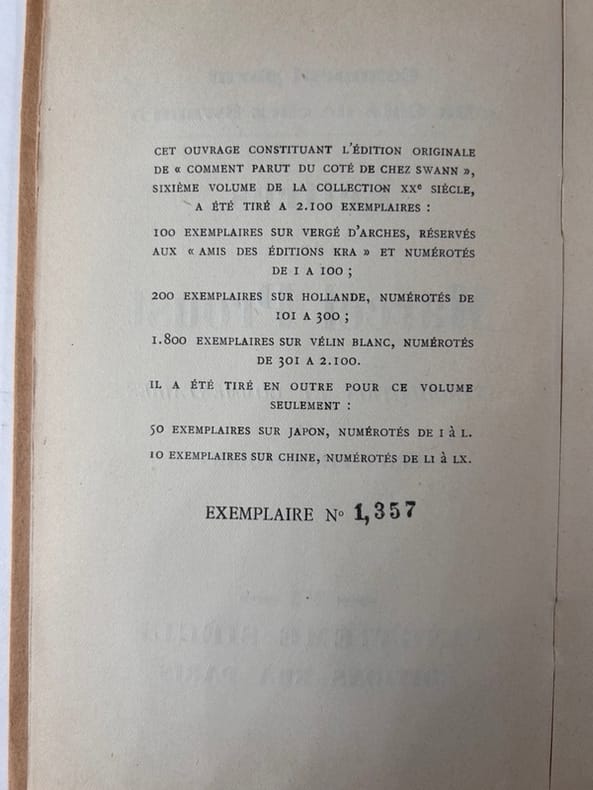 CET OUVRAGE CONSTITUANT L'ÉDITION ORIGINALE
DE « COMMENT PARUT DU COTÉ DE CHEZ SWANN »,
SIXIÈME VOLUME DE LA COLLECTION XXe SIÈCLE,
A ÉTÉ TIRÉ A 2.100 EXEMPLAIRES :
100 EXEMPLAIRES SUR VERGÉ D'ARCHES, RÉSERVÉS
AUX « AMIS DES ÉDITIONS KRA » ET NUMÉROTÉS
DE 1 A 100 ;
200 EXEMPLAIRES SUR HOLLANDE, NUMÉROTÉS DE
101 A 300 ;
1.800 EXEMPLAIRES SUR VÉLIN BLANC, NUMÉROTÉS
DE 301 A 2.100.
IL A ÉTÉ TIRÉ EN OUTRE POUR CE VOLUME
SEULEMENT :
50 EXEMPLAIRES SUR JAPON, NUMÉROTÉS DE I à L.
10 EXEMPLAIRES SUR CHINE, NUMÉROTÉS DE LI à LX.
EXEMPLAIRE No 1,357